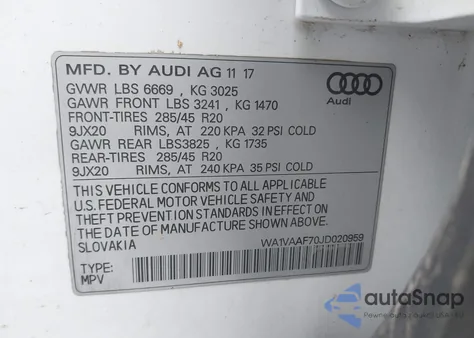 MFD. BY AUDI AG 11 17
GVWR LBS 6669 , KG 3025
GAWR FRONT LBS 3241 , KG 1470
FRONT-TIRES 285/45 R20
9JX20 RIMS, AT 220 KPA 32 PSI COLD
GAWR REAR LBS3825 , KG 1735
REAR-TIRES 285/45 R20
9JX20 RIMS, AT 240 KPA 35 PSI COLD
Audi
THIS VEHICLE CONFORMS TO ALL APPLICABLE
U.S. FEDERAL MOTOR VEHICLE SAFETY AND
THEFT PREVENTION STANDARDS IN EFFECT ON
THE DATE OF MANUFACTURE SHOWN ABOVE.
SLOVAKIA WA1VAAF70JD020959
TYPE:
MPV
autoSnap